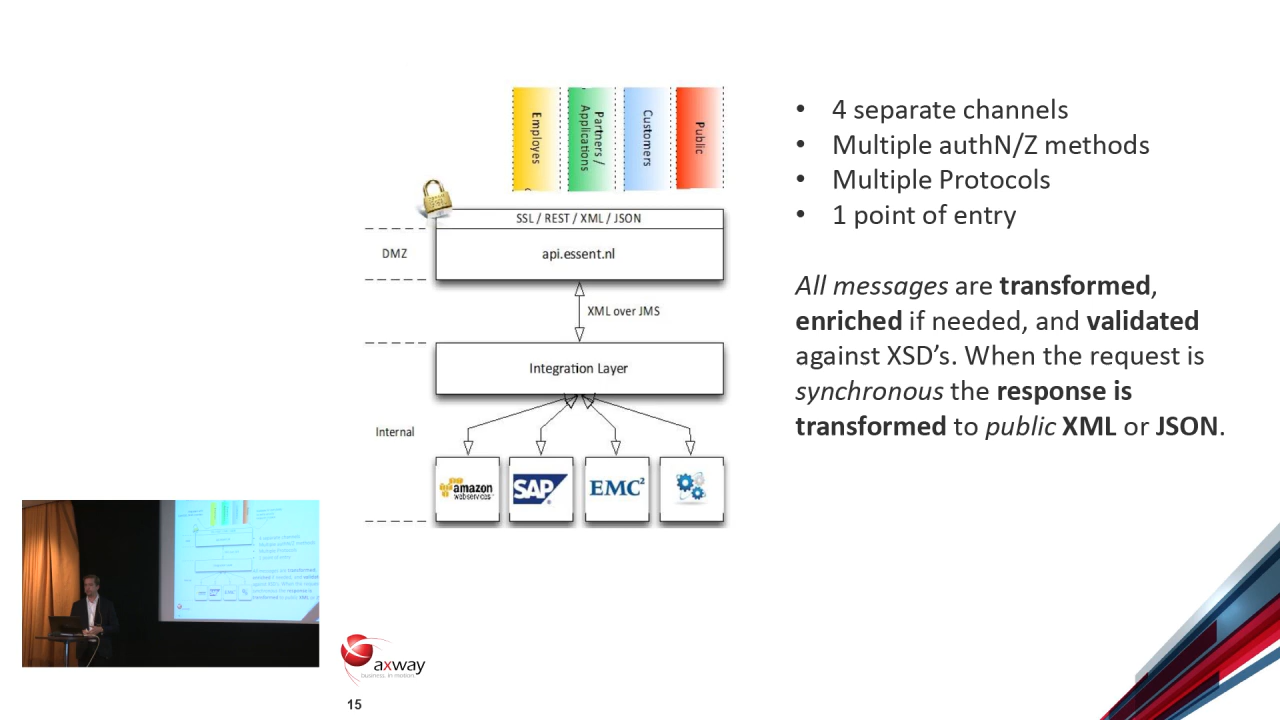 Employes
Partners /
Applications
Customers
Public
SSL / REST / XML / JSON
DMZ
api.essent.nl
XML over JMS
Integration Layer
Internal
amazon
webservices
SAP
EMC²
• 4 separate channels
• Multiple authN/Z methods
• Multiple Protocols
• 1 point of entry
All messages are transformed,
enriched if needed, and validated
against XSD’s. When the request is
synchronous the response is
transformed to public XML or JSON.
axway
business in motion
15